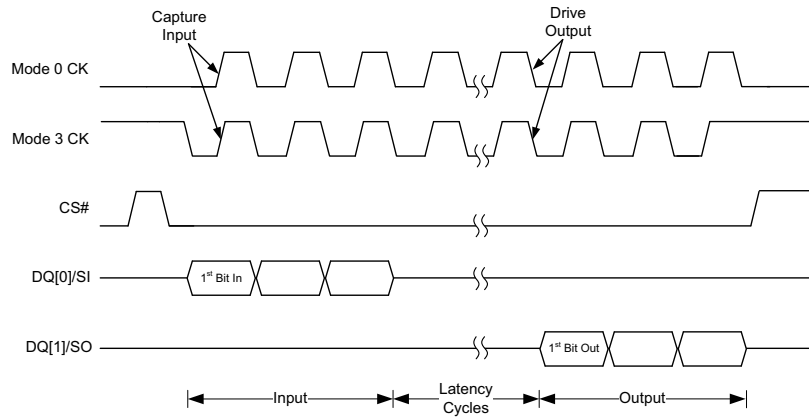 Capture
Input
Drive
Output
Mode 0 CK
Mode 3 CK
CS#
DQ[0]/SI
1st Bit In
DQ[1]/SO
1st Bit Out
Input
Latency
Cycles
Output